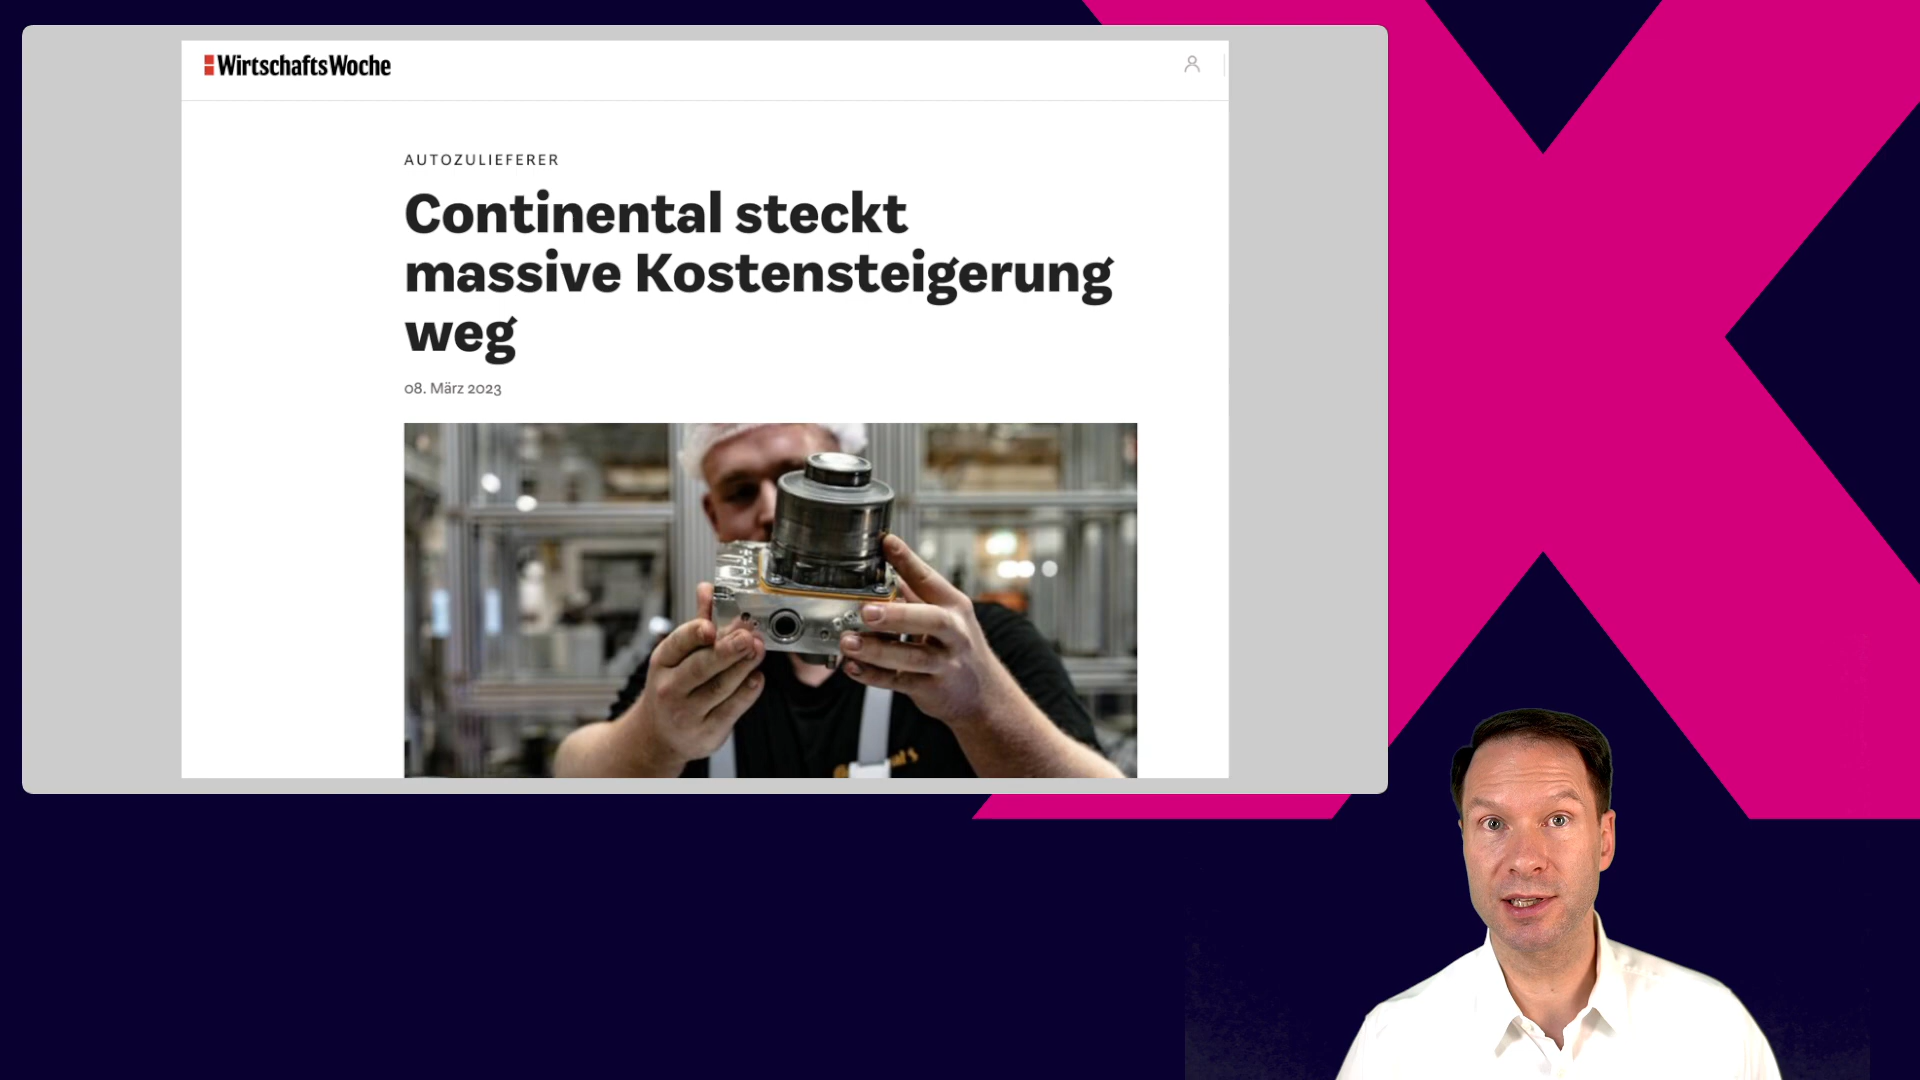 WirtschaftsWoche
AUTOZULIEFERER
Continental steckt
massive Kostensteigerung
weg
08. März 2023